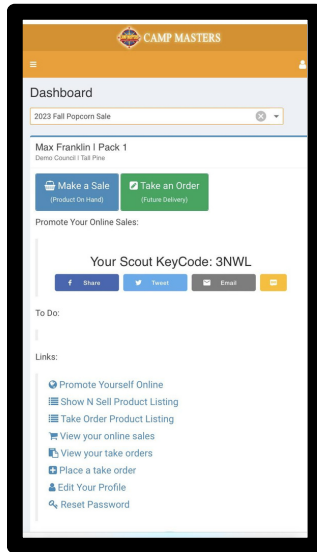 CAMP MASTERS
Dashboard
2023 Fall Popcorn Sale
Max Franklin | Pack 1
Demo Council | Tall Pine
Make a Sale
(Product On Hand)
Take an Order
(Future Delivery)
Promote Your Online Sales:
Your Scout KeyCode: 3NWL
Share
Tweet
Email
To Do:
Links:
Promote Yourself Online
Show N Sell Product Listing
Take Order Product Listing
View your online sales
View your take orders
Place a take order
Edit Your Profile
Reset Password